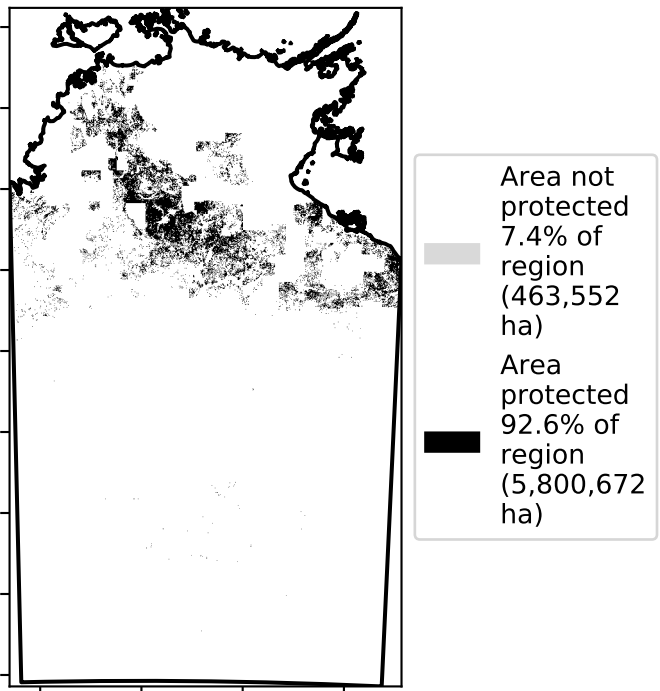 Area not
protected
7.4% of
region
(463,552
ha)
Area
protected
92.6% of
region
(5,800,672
ha)